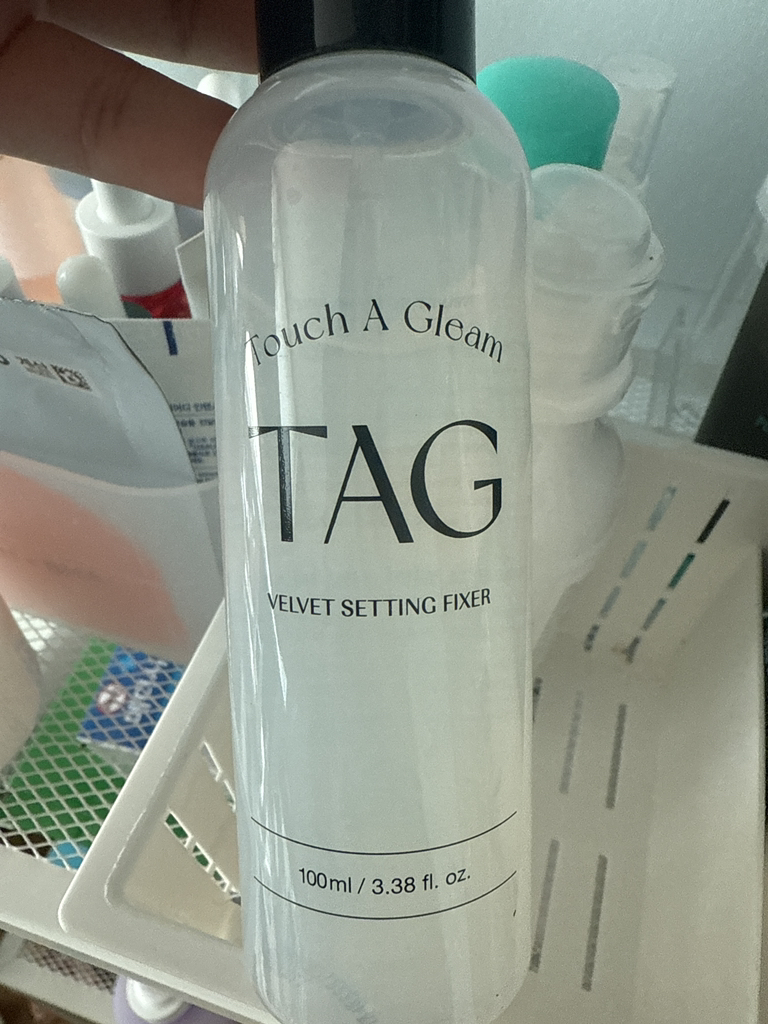 Touch A Gleam
TAG
VELVET SETTING FIXER
100ml / 3.38 fl. oz.